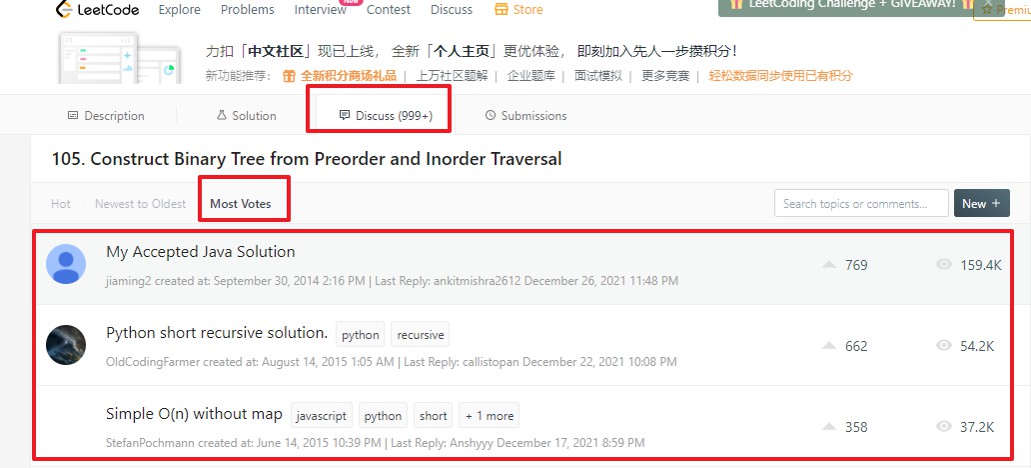 LeetCode Explore Problems Interview New Contest Discuss Store LeetCoding Challenge + GIVEAWAY! Premium
力扣「中文社区」现已上线，全新「个人主页」更优体验，即刻加入先人一步攒积分！
新功能推荐： 全新积分商场礼品 | 上万社区题解 | 企业题库 | 面试模拟 | 更多竞赛 | 轻松数据同步使用已有积分
Description Solution Discuss (999+) Submissions
105. Construct Binary Tree from Preorder and Inorder Traversal
Hot Newest to Oldest Most Votes Search topics or comments... New +
My Accepted Java Solution
jiaming2 created at: September 30, 2014 2:16 PM | Last Reply: ankitmishra2612 December 26, 2021 11:48 PM
769 159.4K
Python short recursive solution. python recursive
OldCodingFarmer created at: August 14, 2015 1:05 AM | Last Reply: callistopan December 22, 2021 10:08 PM
662 54.2K
Simple O(n) without map javascript python short + 1 more
StefanPochmann created at: June 14, 2015 10:39 PM | Last Reply: Anshyyy December 17, 2021 8:59 PM
358 37.2K